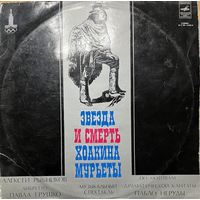 ЗВЕЗДА
И СМЕРТЬ
ХОАКИНА
МУРЬЕТЫ
АЛЕКСЕЙ РЫБНИКОВ
ЛИБРЕТТО
ПАВЛА ГРУШКО
МУЗЫКАЛЬНЫЙ
СПЕКТАКЛЬ
ПО МОТИВАМ
ДРАМАТИЧЕСКОЙ КАНТАТЫ
ПАБЛО НЕРУДЫ